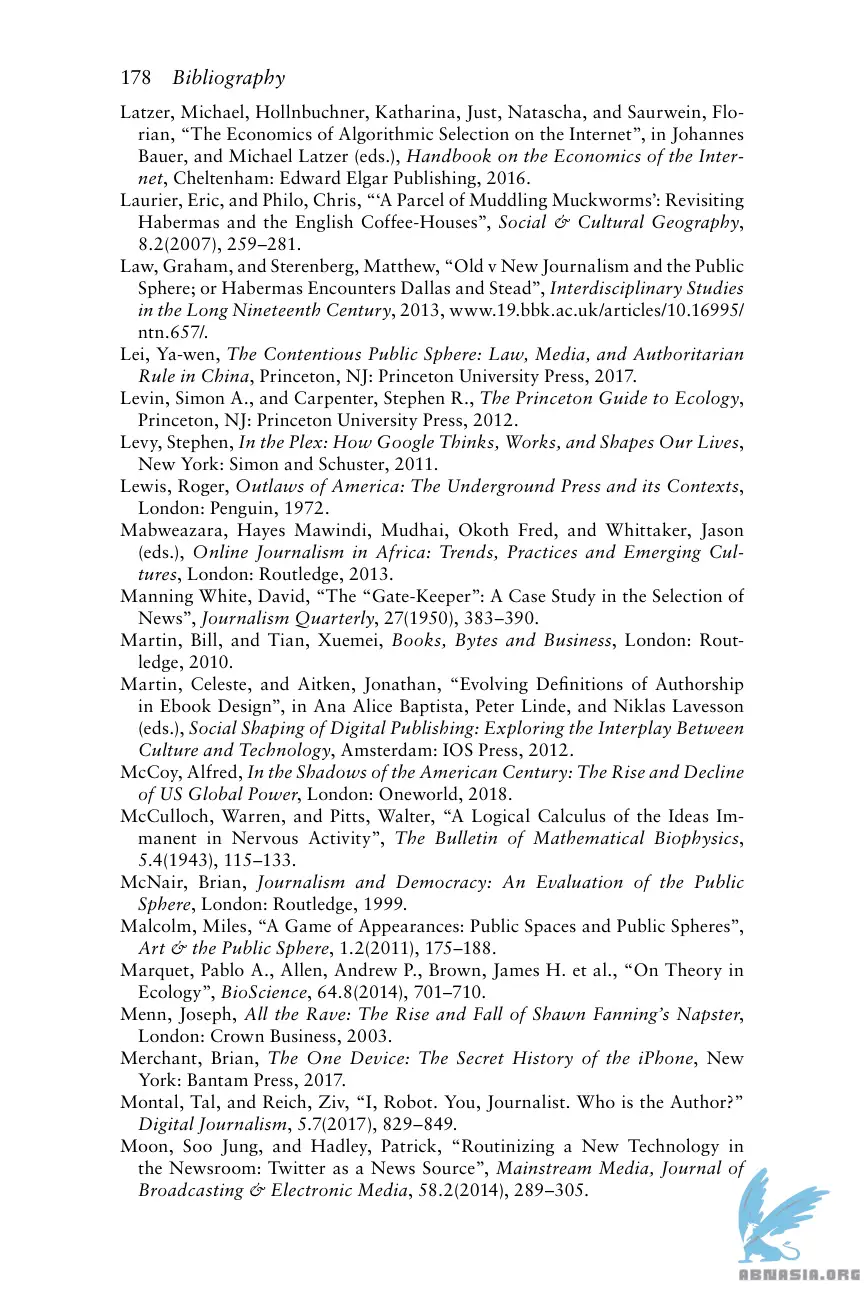 178 Bibliography
Latzer, Michael, Hollnbuchner, Katharina, Just, Natascha, and Saurwein, Flo-
rian, “The Economics of Algorithmic Selection on the Internet”, in Johannes
Bauer, and Michael Latzer (eds.), Handbook on the Economics of the Inter-
net, Cheltenham: Edward Elgar Publishing, 2016.
Laurier, Eric, and Philo, Chris, “‘A Parcel of Muddling Muckworms’: Revisiting
Habermas and the English Coffee-Houses”, Social & Cultural Geography,
8.2(2007), 259–281.
Law, Graham, and Sterenberg, Matthew, “Old v New Journalism and the Public
Sphere; or Habermas Encounters Dallas and Stead”, Interdisciplinary Studies
in the Long Nineteenth Century, 2013, www.19.bbk.ac.uk/articles/10.16995/
ntn.657/.
Lei, Ya-wen, The Contentious Public Sphere: Law, Media, and Authoritarian
Rule in China, Princeton, NJ: Princeton University Press, 2017.
Levin, Simon A., and Carpenter, Stephen R., The Princeton Guide to Ecology,
Princeton, NJ: Princeton University Press, 2012.
Levy, Stephen, In the Plex: How Google Thinks, Works, and Shapes Our Lives,
New York: Simon and Schuster, 2011.
Lewis, Roger, Outlaws of America: The Underground Press and its Contexts,
London: Penguin, 1972.
Mabweazara, Hayes Mawindi, Mudhai, Okoth Fred, and Whittaker, Jason
(eds.), Online Journalism in Africa: Trends, Practices and Emerging Cul-
tures, London: Routledge, 2013.
Manning White, David, “The “Gate-Keeper”: A Case Study in the Selection of
News”, Journalism Quarterly, 27(1950), 383–390.
Martin, Bill, and Tian, Xuemei, Books, Bytes and Business, London: Rout-
ledge, 2010.
Martin, Celeste, and Aitken, Jonathan, “Evolving Definitions of Authorship
in Ebook Design”, in Ana Alice Baptista, Peter Linde, and Niklas Lavesson
(eds.), Social Shaping of Digital Publishing: Exploring the Interplay Between
Culture and Technology, Amsterdam: IOS Press, 2012.
McCoy, Alfred, In the Shadows of the American Century: The Rise and Decline
of US Global Power, London: Oneworld, 2018.
McCulloch, Warren, and Pitts, Walter, “A Logical Calculus of the Ideas Im-
manent in Nervous Activity”, The Bulletin of Mathematical Biophysics,
5.4(1943), 115–133.
McNair, Brian, Journalism and Democracy: An Evaluation of the Public
Sphere, London: Routledge, 1999.
Malcolm, Miles, “A Game of Appearances: Public Spaces and Public Spheres”,
Art & the Public Sphere, 1.2(2011), 175–188.
Marquet, Pablo A., Allen, Andrew P., Brown, James H. et al., “On Theory in
Ecology”, BioScience, 64.8(2014), 701–710.
Menn, Joseph, All the Rave: The Rise and Fall of Shawn Fanning’s Napster,
London: Crown Business, 2003.
Merchant, Brian, The One Device: The Secret History of the iPhone, New
York: Bantam Press, 2017.
Montal, Tal, and Reich, Ziv, “I, Robot. You, Journalist. Who is the Author?”
Digital Journalism, 5.7(2017), 829–849.
Moon, Soo Jung, and Hadley, Patrick, “Routinizing a New Technology in
the Newsroom: Twitter as a News Source”, Mainstream Media, Journal of
Broadcasting & Electronic Media, 58.2(2014), 289–305.
ABNASIA.ORG